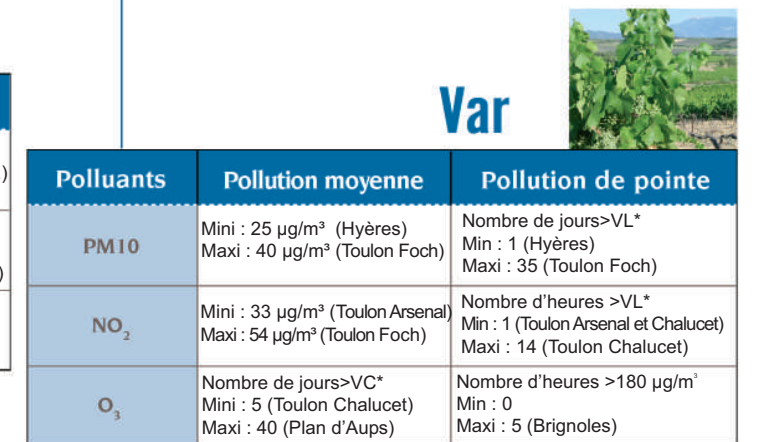 Var
Polluants
Pollution moyenne
Pollution de pointe
PM10
Mini : 25 µg/m³ (Hyères)
Maxi : 40 µg/m³ (Toulon Foch)
Nombre de jours>VL*
Min : 1 (Hyères)
Maxi : 35 (Toulon Foch)
NO₂
Mini : 33 µg/m³ (Toulon Arsenal)
Maxi : 54 µg/m³ (Toulon Foch)
Nombre d'heures >VL*
Min : 1 (Toulon Arsenal et Chalucet)
Maxi : 14 (Toulon Chalucet)
O₃
Nombre de jours>VC*
Mini : 5 (Toulon Chalucet)
Maxi : 40 (Plan d'Aups)
Nombre d'heures >180 µg/m³
Min : 0
Maxi : 5 (Brignoles)
)
)